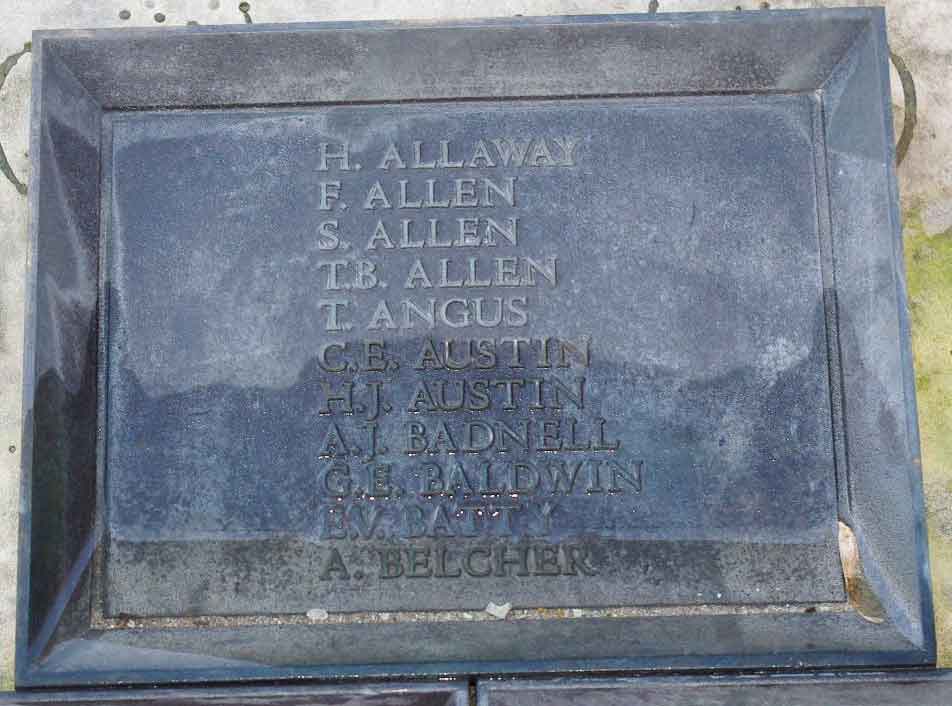 H. ALLAWAY
F. ALLEN
S. ALLEN
T.B. ALLEN
T. ANGUS
C.E. AUSTIN
H.J. AUSTIN
A.J. BADNELL
G.E. BALDWIN
E.V. BATTY
A. BELCHER